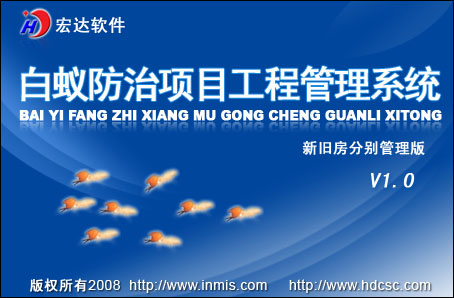 宏达软件
白蚁防治项目工程管理系统
BAI YI FANG ZHI XIANG MU GONG CHENG GUANLI XITONG
新旧房分别管理版
V1.0
版权所有2008 http://www.inmis.com http://www.hdcsc.com